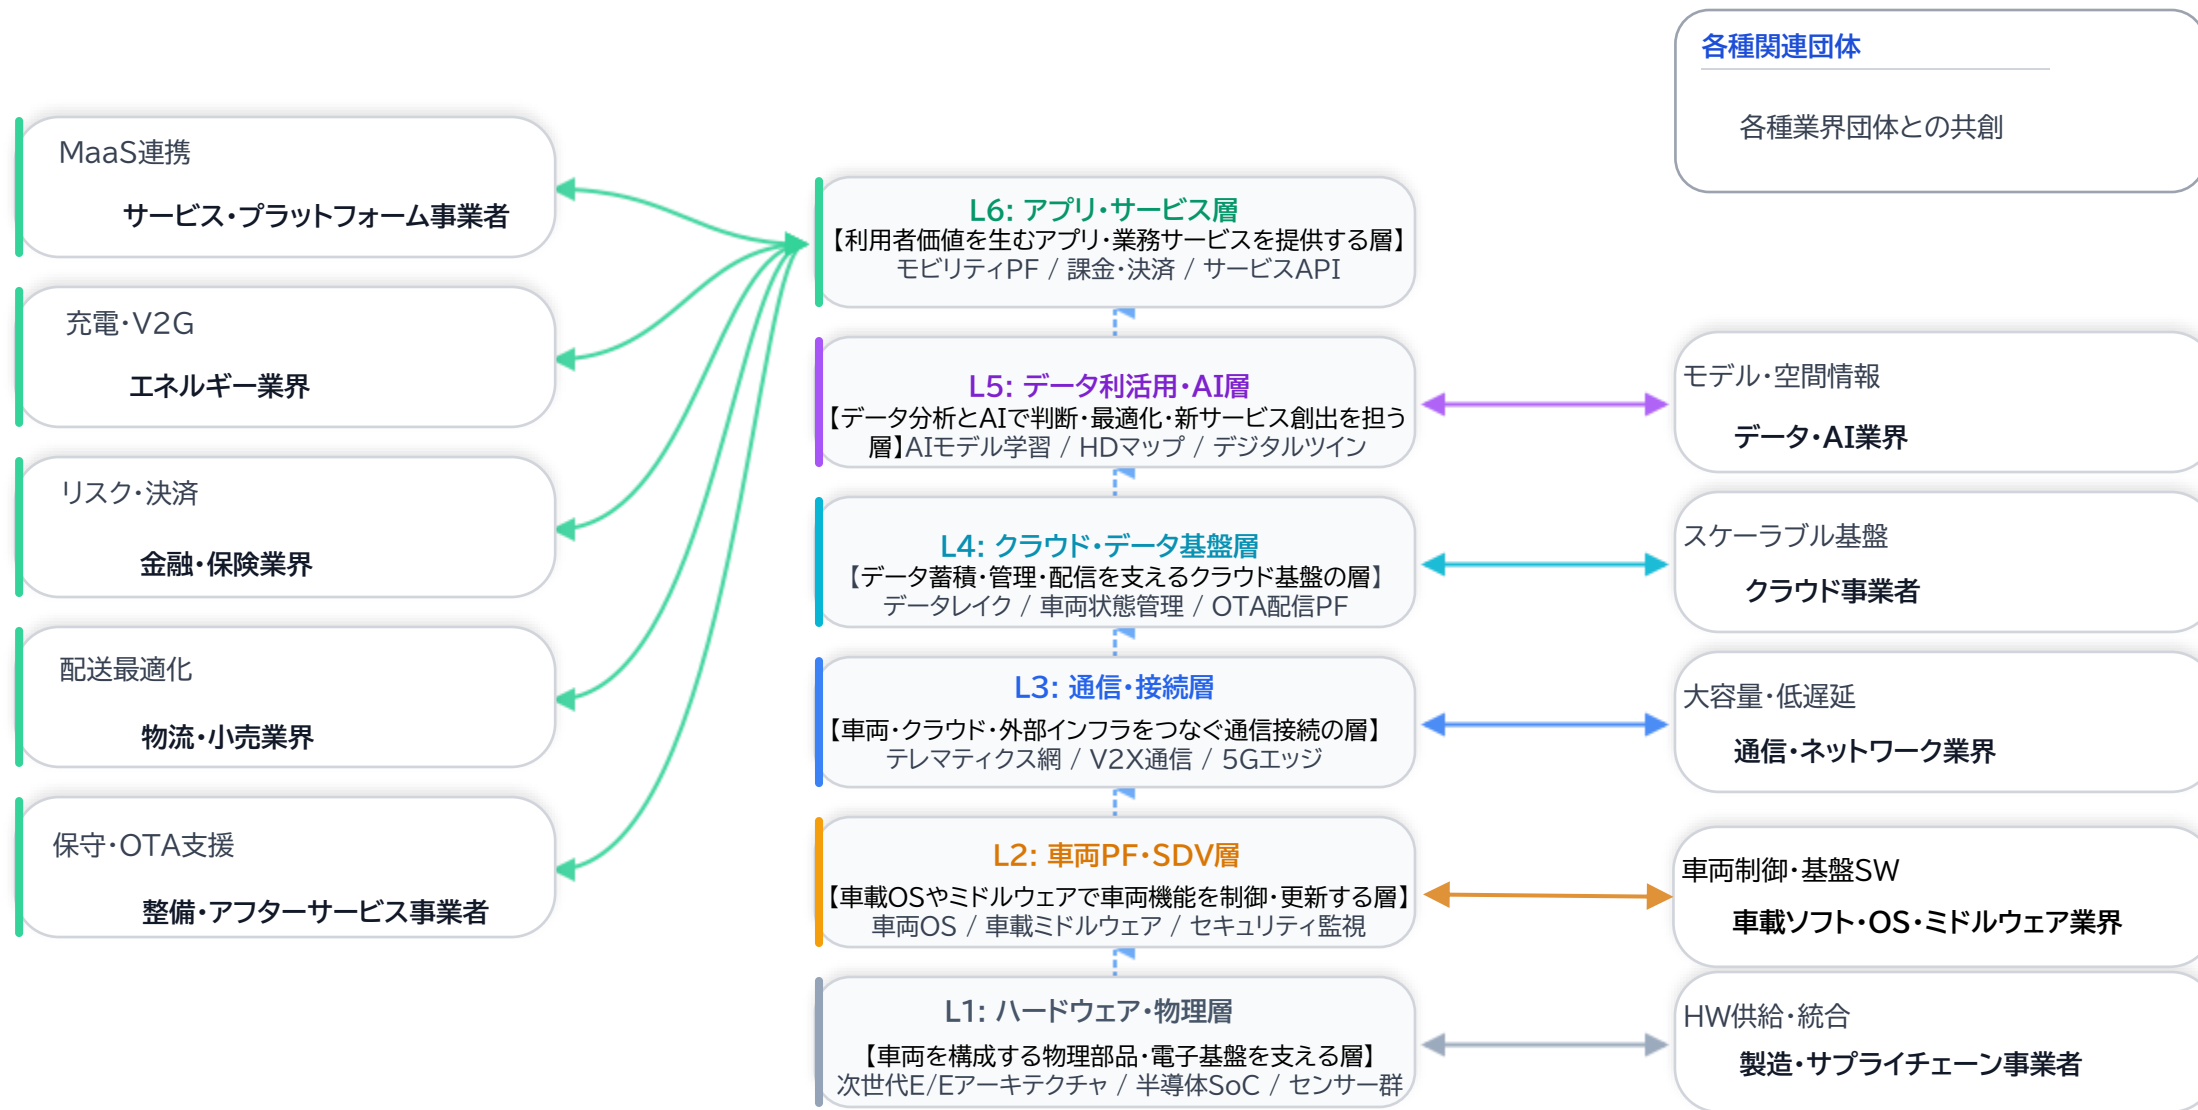 各種関連団体
各種業界団体との共創
MaaS連携
サービス・プラットフォーム事業者
充電・V2G
エネルギー業界
リスク・決済
金融・保険業界
配送最適化
物流・小売業界
保守・OTA支援
整備・アフターサービス事業者
L6: アプリ・サービス層
【利用者価値を生むアプリ・業務サービスを提供する層】
モビリティPF / 課金・決済 / サービスAPI
L5: データ利活用・AI層
【データ分析とAIで判断・最適化・新サービス創出を担う
層】AIモデル学習 / HDマップ / デジタルツイン
L4: クラウド・データ基盤層
【データ蓄積・管理・配信を支えるクラウド基盤の層】
データレイク / 車両状態管理 / OTA配信PF
L3: 通信・接続層
【車両・クラウド・外部インフラをつなぐ通信接続の層】
テレマティクス網 / V2X通信 / 5Gエッジ
L2: 車両PF・SDV層
【車載OSやミドルウェアで車両機能を制御・更新する層】
車両OS / 車載ミドルウェア / セキュリティ監視
L1: ハードウェア・物理層
【車両を構成する物理部品・電子基盤を支える層】
次世代E/Eアーキテクチャ / 半導体SoC / センサー群
モデル・空間情報
データ・AI業界
スケーラブル基盤
クラウド事業者
大容量・低遅延
通信・ネットワーク業界
車両制御・基盤SW
車載ソフト・OS・ミドルウェア業界
HW供給・統合
製造・サプライチェーン事業者